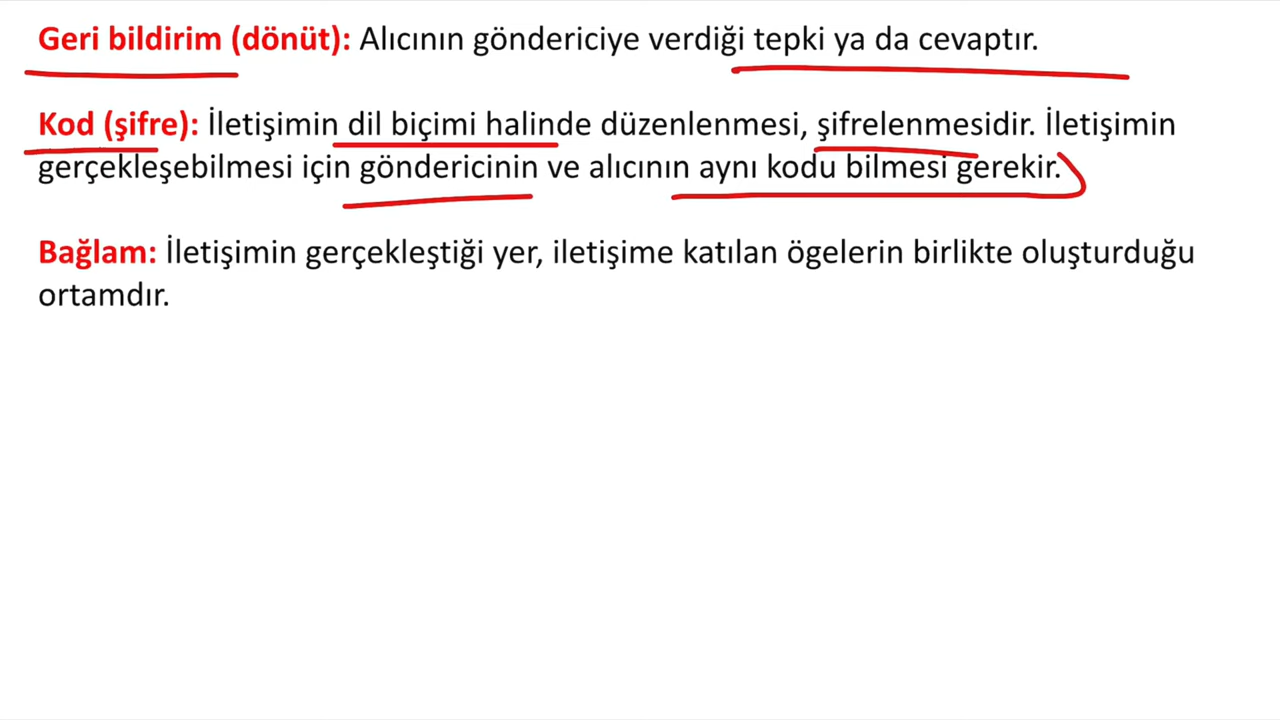 Geri bildirim (dönüt): Alıcının göndericiye verdiği tepki ya da cevaptır.
Kod (şifre): İletişimin dil biçimi halinde düzenlenmesi, şifrelenmesidir. İletişimin
gerçekleşebilmesi için göndericinin ve alıcının aynı kodu bilmesi gerekir.
Bağlam: İletişimin gerçekleştiği yer, iletişime katılan ögelerin birlikte oluşturduğu
ortamdır.